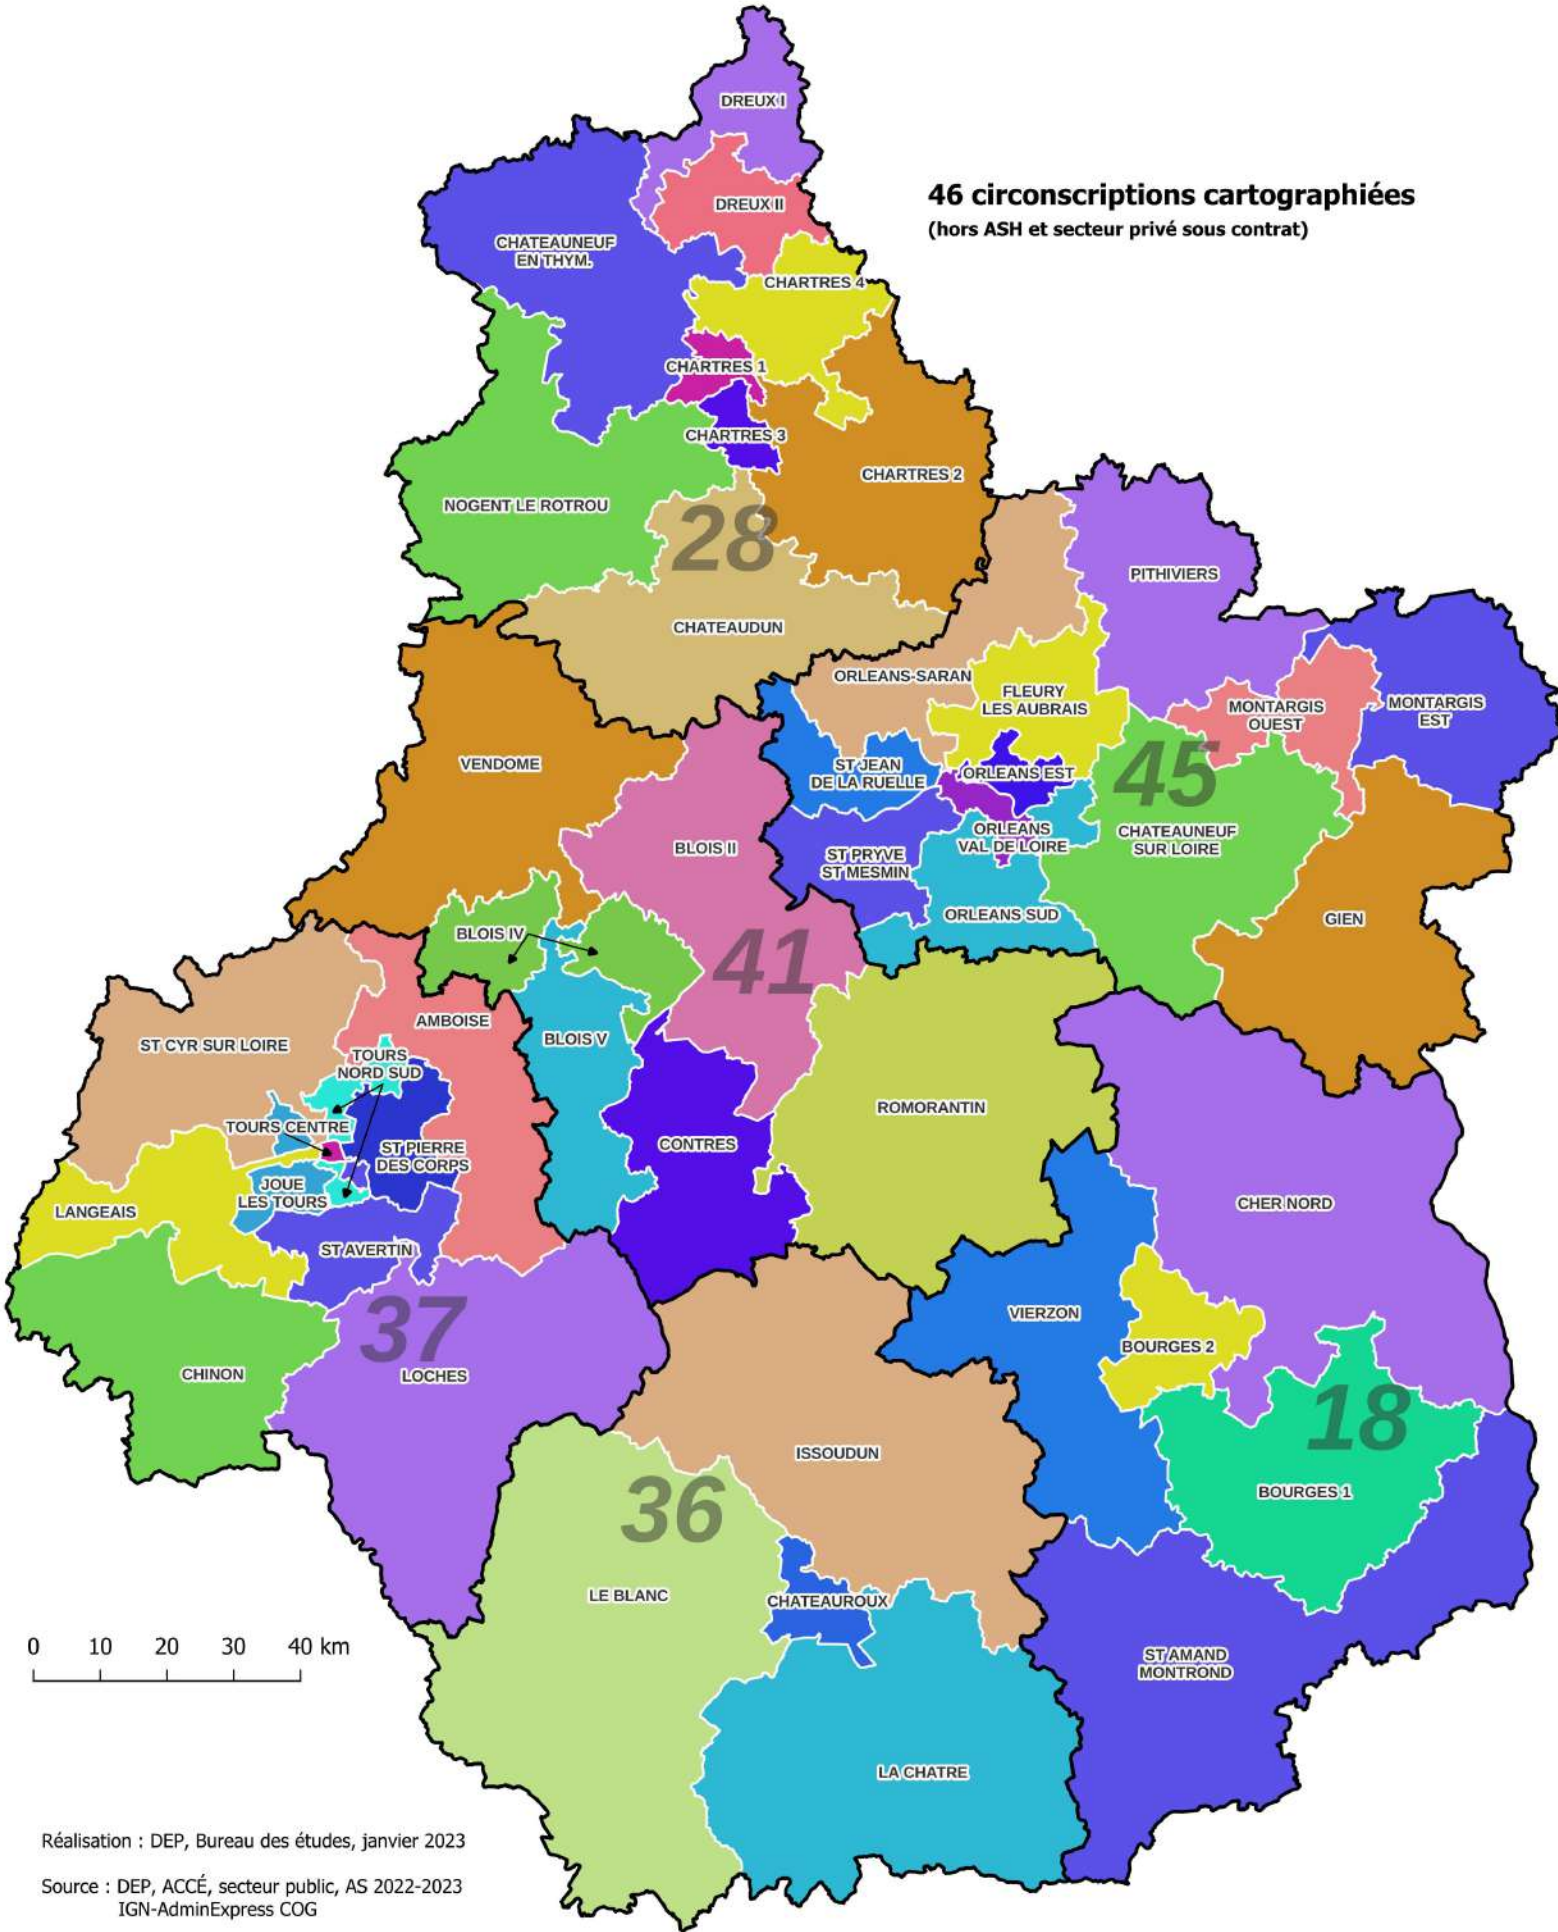 DREUX I
46 circonscriptions cartographiées
(hors ASH et secteur privé sous contrat)
DREUX II
CHATEAUNEUF
EN THYM.
CHARTRES 4
CHARTRES 1
CHARTRES 3
CHARTRES 2
NOGENT LE ROTROU
28
PITHIVIERS
CHATEAUDUN
ORLEANS-SARAN
FLEURY
LES AUBRAIS
MONTARGIS
OUEST
MONTARGIS
EST
VENDOME
ST JEAN
DE LA RUELLE
ORLEANS EST
45
BLOIS II
ST PRYVE
ST MESMIN
ORLEANS
VAL DE LOIRE
CHATEAUNEUF
SUR LOIRE
ORLEANS SUD
GIEN
BLOIS IV
41
AMBOISE
ST CYR SUR LOIRE
BLOIS V
TOURS
NORD SUD
ROMORANTIN
TOURS CENTRE
CONTRES
ST PIERRE
DES CORPS
JOUE
LES TOURS
LANGEAIS
CHER NORD
ST AVERTIN
37
VIERZON
BOURGES 2
CHINON
LOCHES
18
ISSOUDUN
BOURGES 1
36
LE BLANC
CHATEAUROUX
0 10 20 30 40 km
ST AMAND
MONTROND
LA CHATRE
Réalisation : DEP, Bureau des études, janvier 2023
Source : DEP, ACCÉ, secteur public, AS 2022-2023
IGN-AdminExpress COG